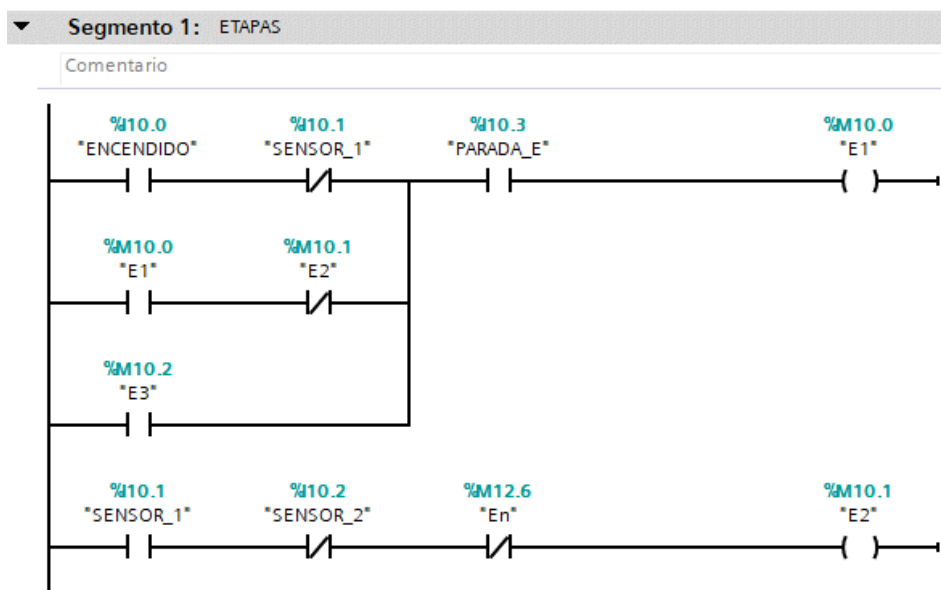 Segmento 1: ETAPAS
Comentario
%I10.0 %I10.1 %I10.3 %M10.0
"ENCENDIDO" "SENSOR_1" "PARADA_E" "E1"
%M10.0 %M10.1
"E1" "E2"
%M10.2
"E3"
%I10.1 %I10.2 %M12.6 %M10.1
"SENSOR_1" "SENSOR_2" "En" "E2"